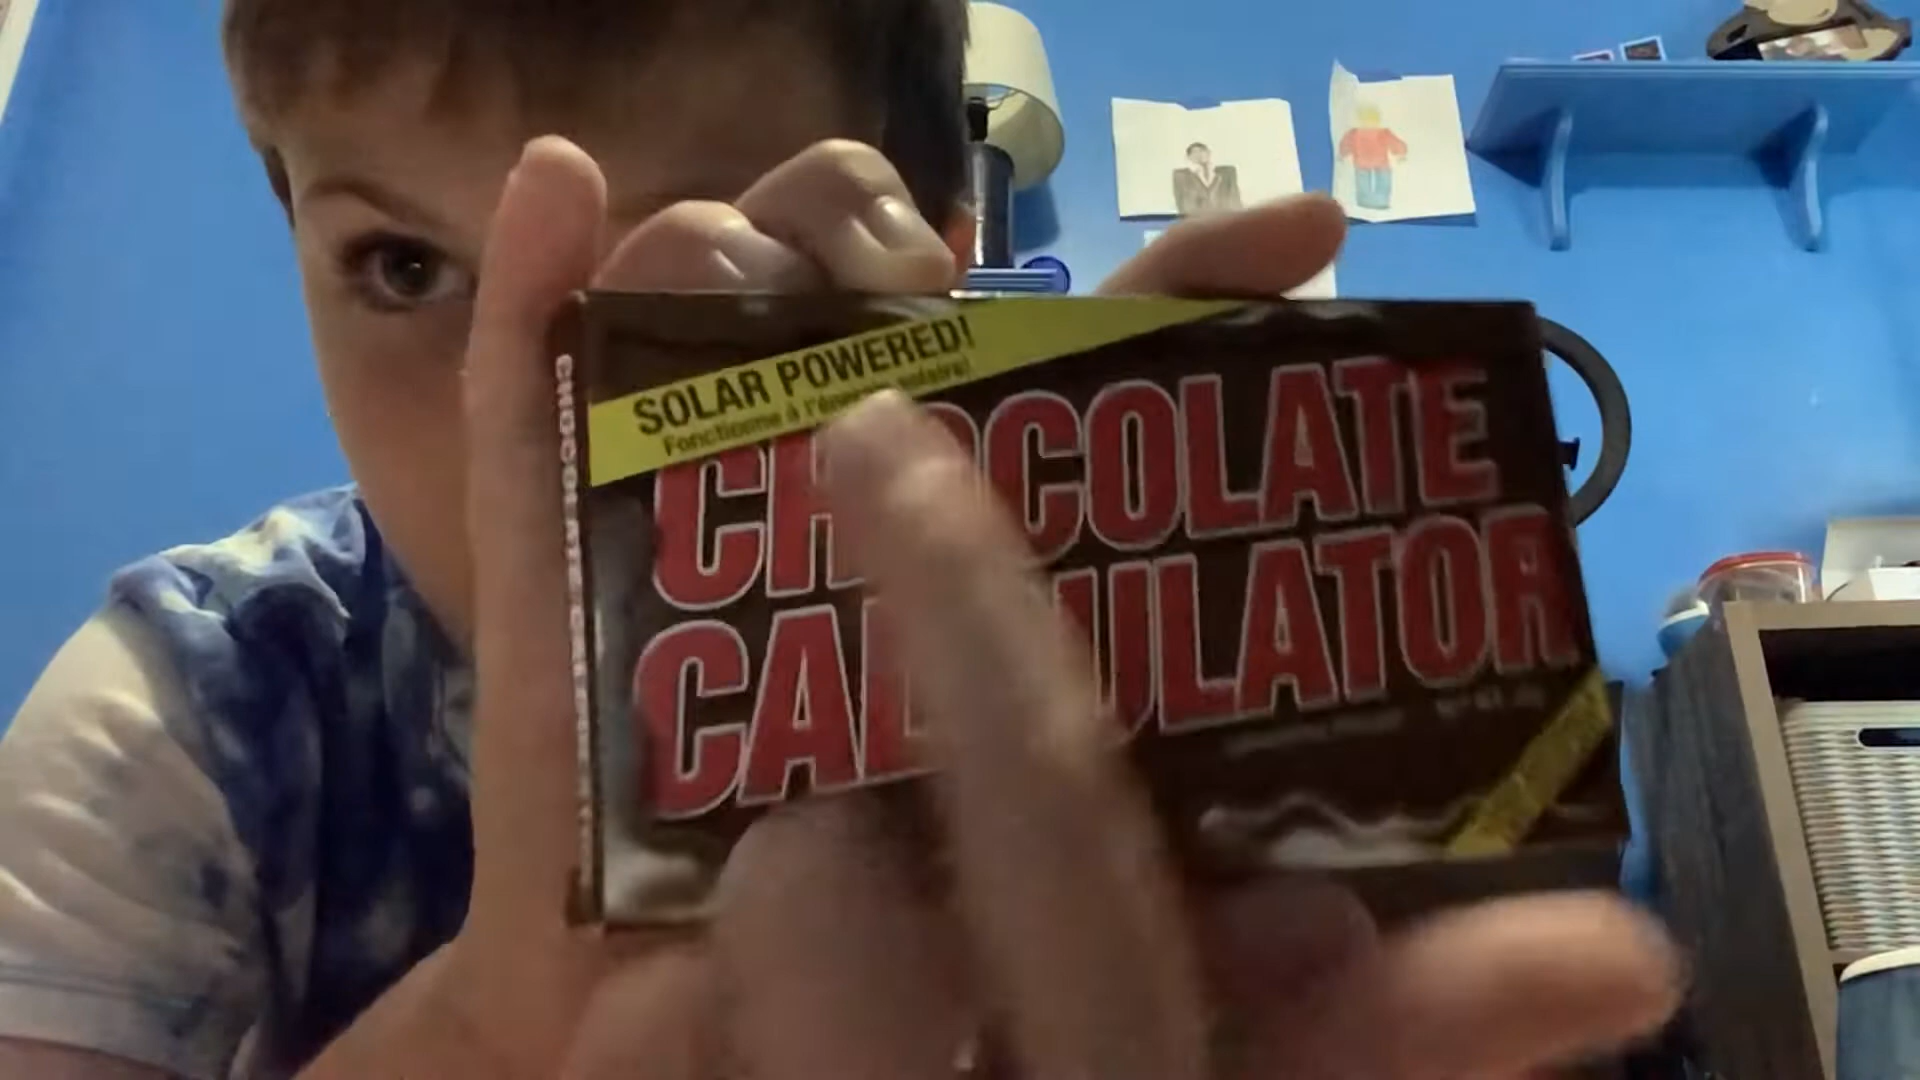 SOLAR POWERED!
Fonctionne à l'énergie solaire!
CHOCOLATE
CALCULATOR